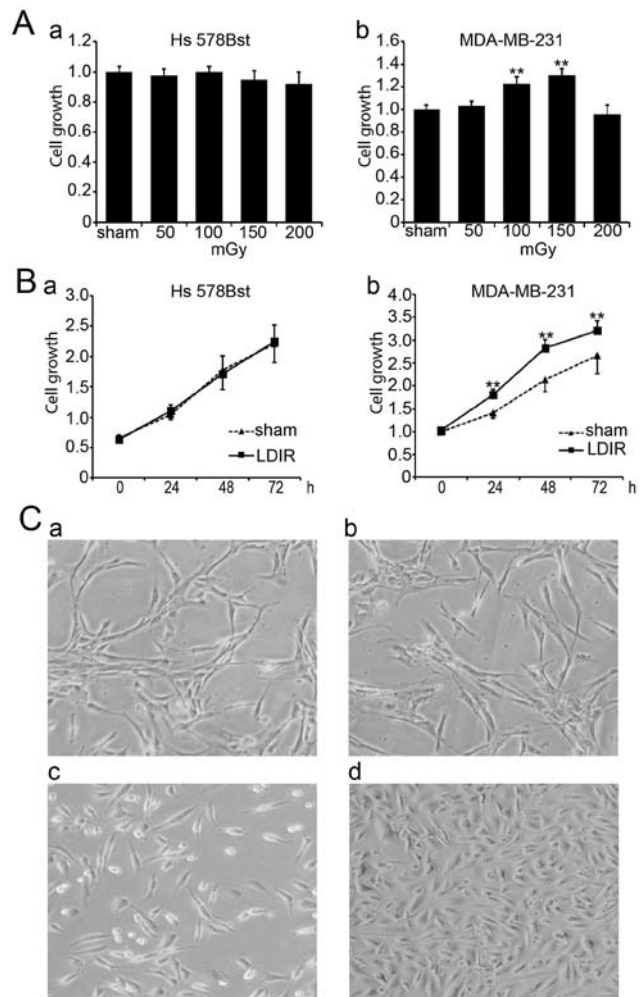 A
a
Hs 578Bst
1.2
1.0
0.8
0.6
0.4
0.2
0
Cell growth
sham 50 100 150 200
mGy
b
MDA-MB-231
1.6
1.4
1.2
1.0
0.8
0.6
0.4
0.2
0
Cell growth
** **
sham 50 100 150 200
mGy
B
a
Hs 578Bst
3.0
2.5
2.0
1.5
1.0
0.5
0.0
Cell growth
sham
LDIR
0 24 48 72 h
b
MDA-MB-231
4.0
3.5
3.0
2.5
2.0
1.5
1.0
0.5
0.0
Cell growth
** ** **
sham
LDIR
0 24 48 72 h
C
a
b
c
d